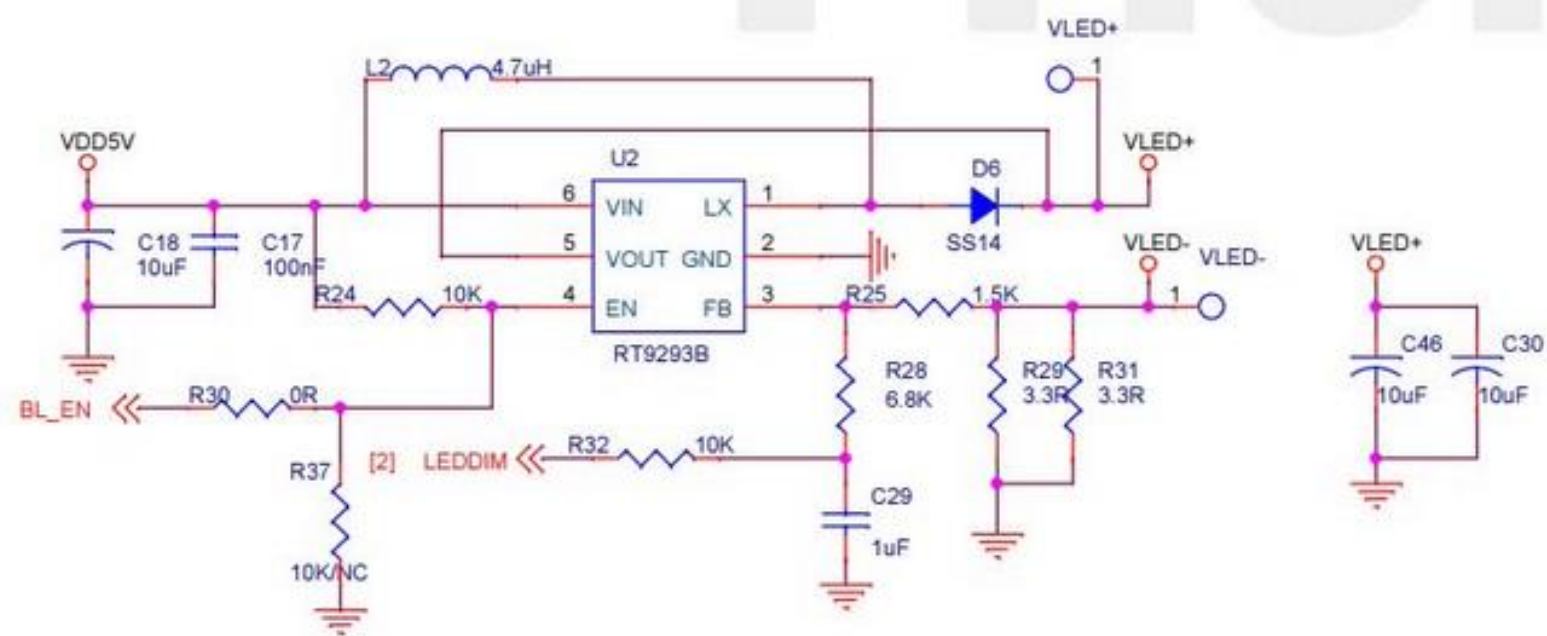 VLED+
1
L2 4.7uH
VDD5V
U2
D6
VLED+
6 VIN LX 1
SS14
C18
10uF
C17
100nF
5 VOUT GND 2
VLED-
VLED-
VLED+
R24 10K
4 EN FB 3
R25 1.5K
1
RT9293B
C46
10uF
C30
10uF
R28
6.8K
R29
3.3R
R31
3.3R
BL_EN
R30 0R
[2] LEDDIM
R32 10K
R37
10K/NC
C29
1uF